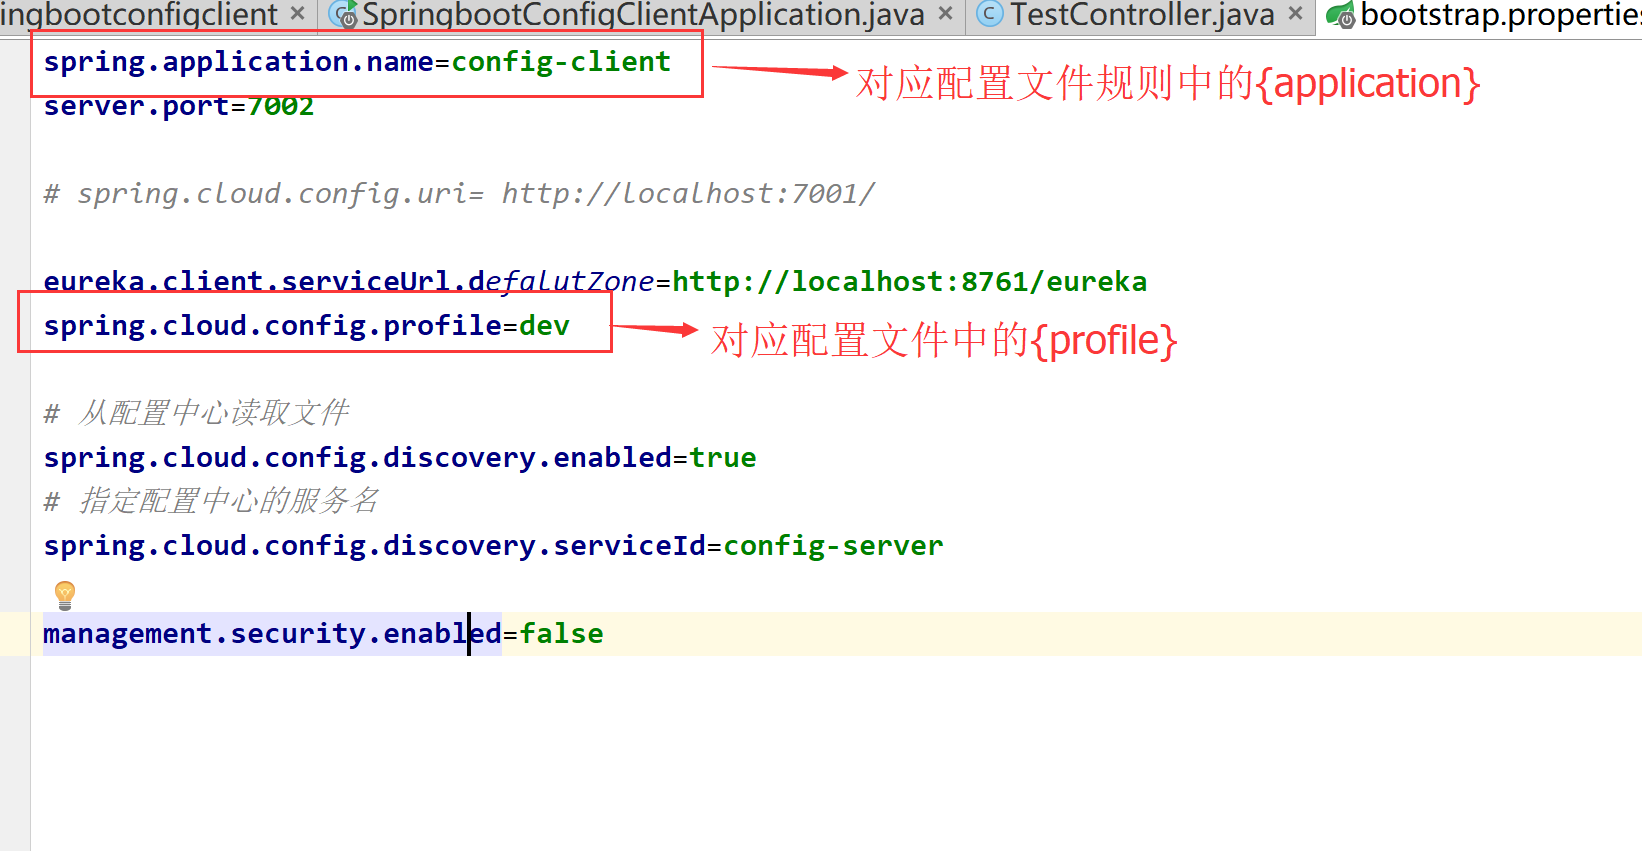 ingbootconfigclient × SpringbootConfigClientApplication.java × TestController.java × bootstrap.properties
spring.application.name=config-client
对应配置文件规则中的{application}
server.port=7002
# spring.cloud.config.uri= http://localhost:7001/
eureka.client.serviceUrl.defalutZone=http://localhost:8761/eureka
spring.cloud.config.profile=dev
对应配置文件中的{profile}
# 从配置中心读取文件
spring.cloud.config.discovery.enabled=true
# 指定配置中心的服务名
spring.cloud.config.discovery.serviceId=config-server
management.security.enabled=false